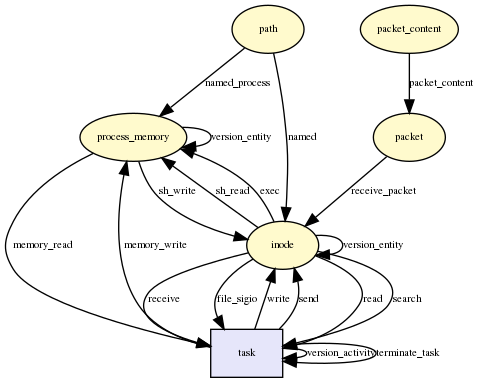 path
packet_content
named_process
packet_content
process_memory
version_entity
named
packet
sh_write
sh_read
exec
receive_packet
memory_read
memory_write
inode
version_entity
receive
file_sigio
write
send
read
search
task
version_activity
terminate_task